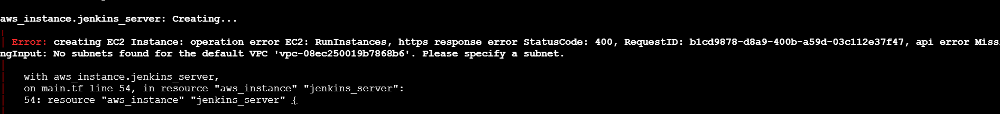 aws_instance.jenkins_server: Creating...
Error: creating EC2 Instance: operation error EC2: RunInstances, https response error StatusCode: 400, RequestID: b1cd9878-d8a9-400b-a59d-03c112e37f47, api error Missi
ngInput: No subnets found for the default VPC 'vpc-08ec250019b7868b6'. Please specify a subnet.
with aws_instance.jenkins_server,
on main.tf line 54, in resource "aws_instance" "jenkins_server":
54: resource "aws_instance" "jenkins_server" {